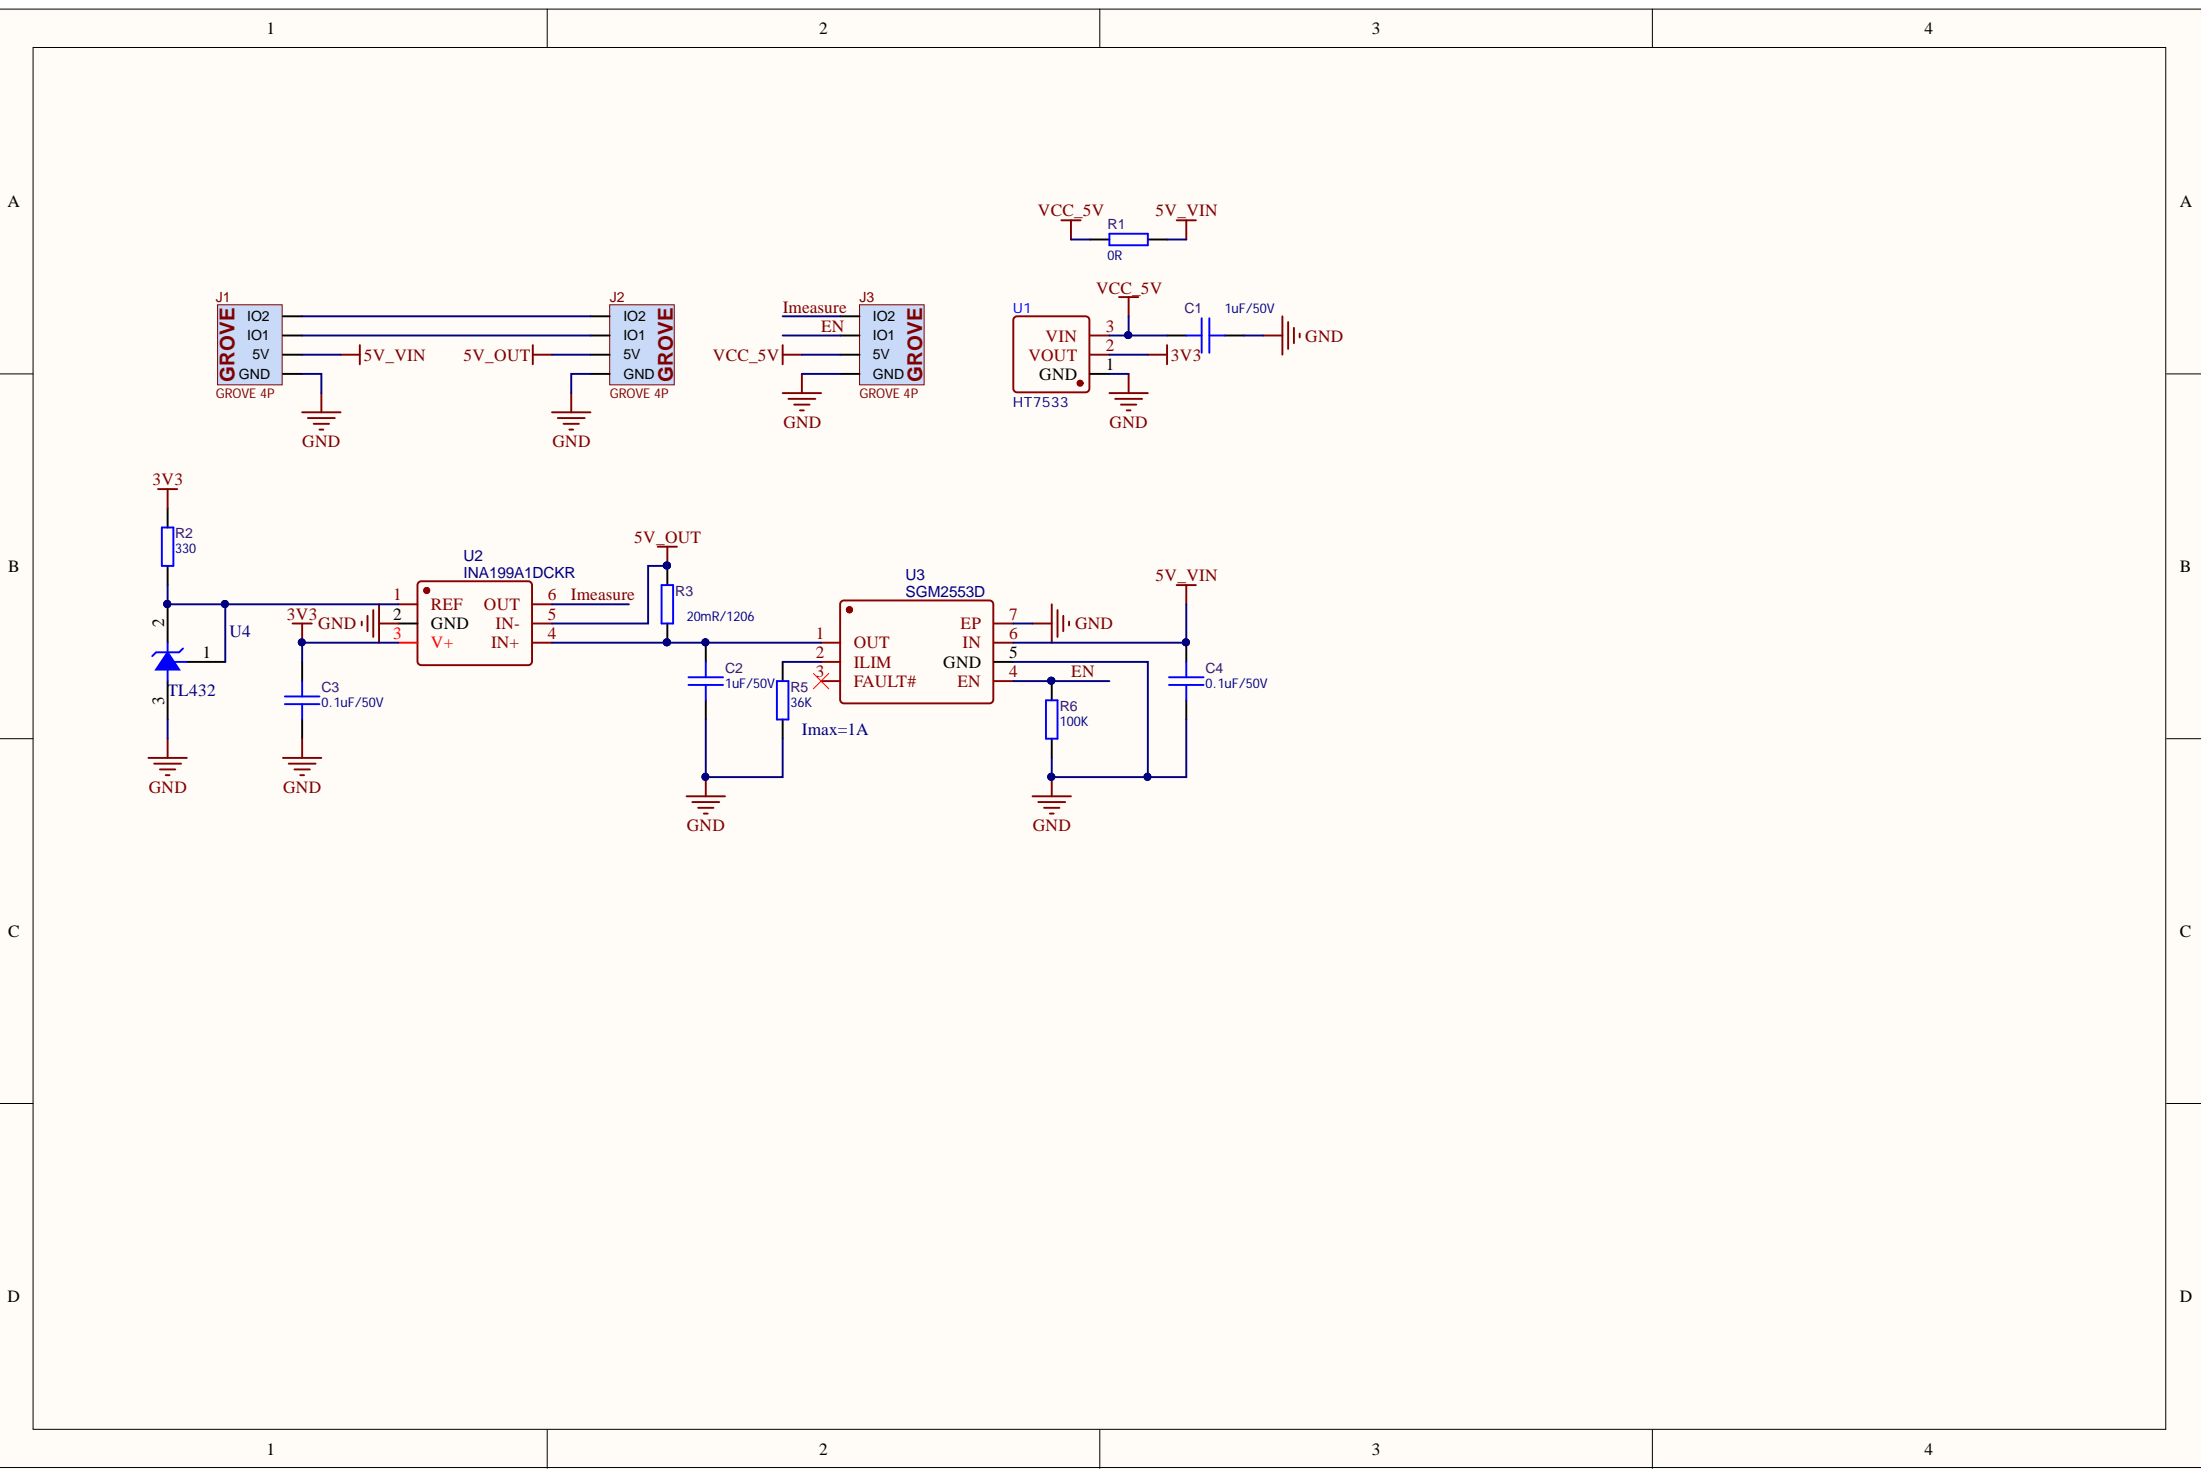 1 2 3 4
A A
VCC_5V 5V_VIN
R1
0R
J1 J2 J3
GROVE IO2 IO2 GROVE Imeasure IO2 GROVE
IO1 IO1 EN IO1
5V 5V_VIN 5V_OUT 5V VCC_5V 5V
GND GND GND
GROVE 4P GROVE 4P GROVE 4P
GND GND GND
VCC_5V
U1 C1 1uF/50V
VIN 3 GND
VOUT 2 3V3
GND 1
HT7533 GND
B B
3V3
R2
330
2
1 U4
TL432
3
GND
U2
INA199A1DCKR
1 REF OUT 6 Imeasure
3V3 GND 2 GND IN- 5
3 V+ IN+ 4
C3
0.1uF/50V
GND
5V_OUT
R3
20mR/1206
C2
1uF/50V
R5
36K
Imax=1A
GND
U3
SGM2553D
EP 7 GND
1 OUT IN 6
2 ILIM GND 5
3 FAULT# EN 4 EN
5V_VIN
C4
0.1uF/50V
R6
100K
GND
C C
D D
1 2 3 4